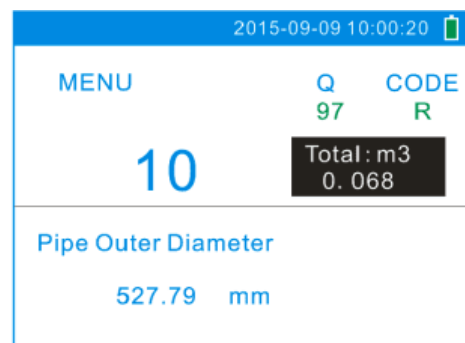 2015-09-09 10:00:20
MENU Q CODE
97 R
10
Total: m3
0.068
Pipe Outer Diameter
527.79 mm